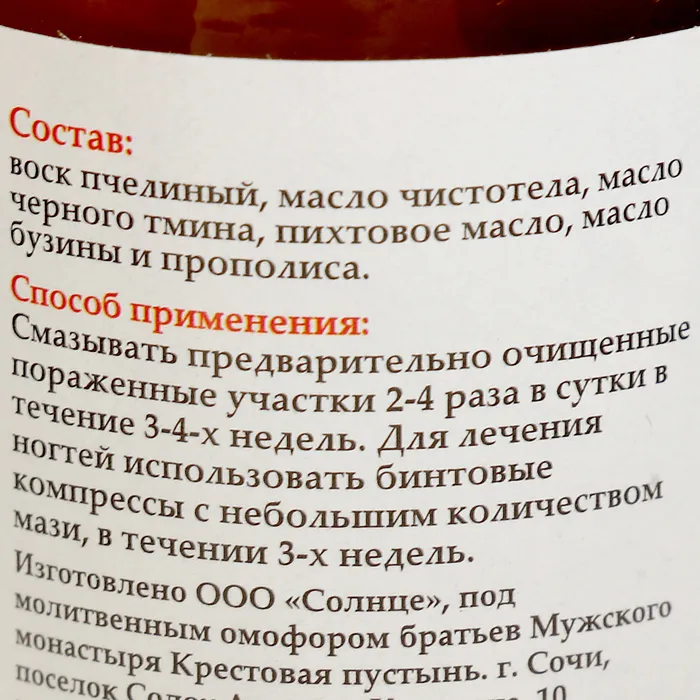 Состав:
воск пчелиный, масло чистотела, масло
черного тмина, пихтовое масло, масло
бузины и прополиса.
Способ применения:
Смазывать предварительно очищенные
пораженные участки 2-4 раза в сутки в
течение 3-4-х недель. Для лечения
ногтей использовать бинтовые
компрессы с небольшим количеством
мази, в течении 3-х недель.
Изготовлено ООО «Солнце», под
молитвенным омофором братьев Мужского
монастыря Крестовая пустынь. г. Сочи,
поселок